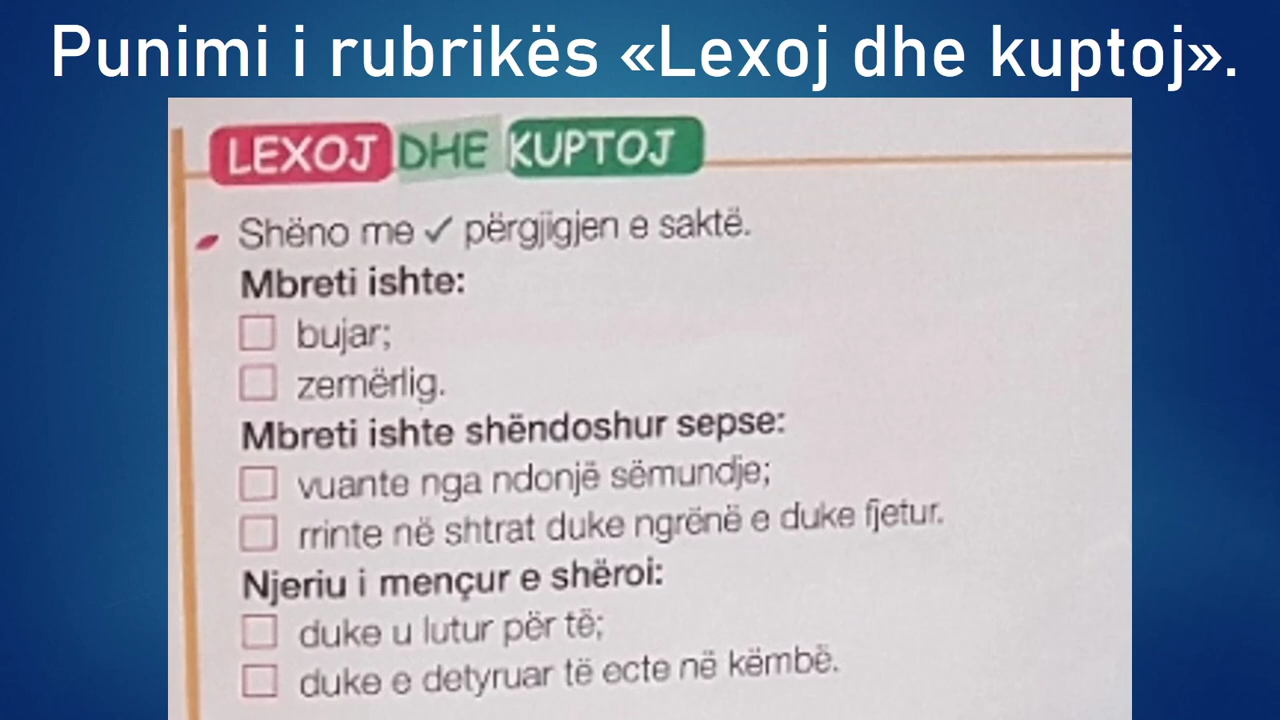 Punimi i rubrikës «Lexoj dhe kuptoj».
LEXOJ DHE KUPTOJ
Shëno me ✓ përgjigjen e saktë.
Mbreti ishte:
bujar;
zemërlig.
Mbreti ishte shëndoshur sepse:
vuante nga ndonjë sëmundje;
rrinte në shtrat duke ngrënë e duke fjetur.
Njeriu i mençur e shëroi:
duke u lutur për të;
duke e detyruar të ecte në këmbë.